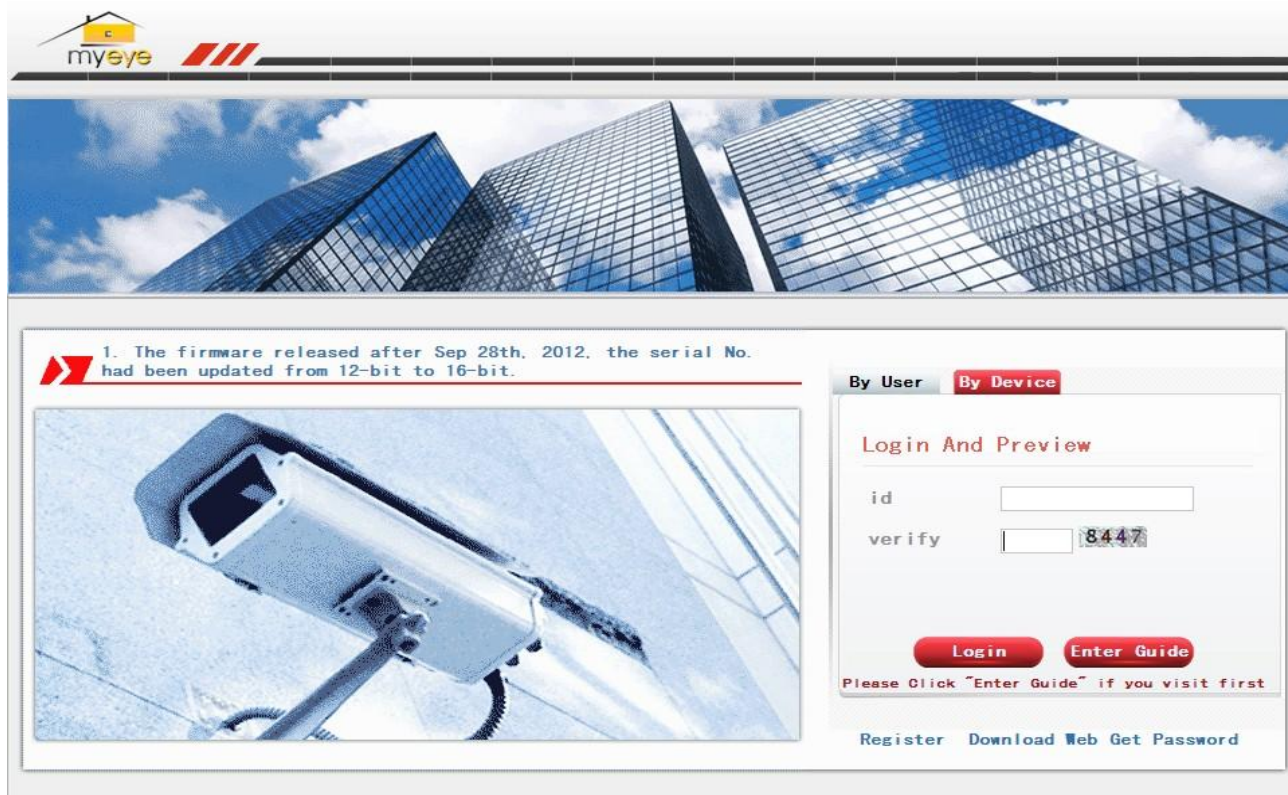 myeye
1. The firmware released after Sep 28th, 2012, the serial No.
had been updated from 12-bit to 16-bit.
By User By Device
Login And Preview
id
verify 8447
Login Enter Guide
Please Click "Enter Guide" if you visit first
Register Download Web Get Password